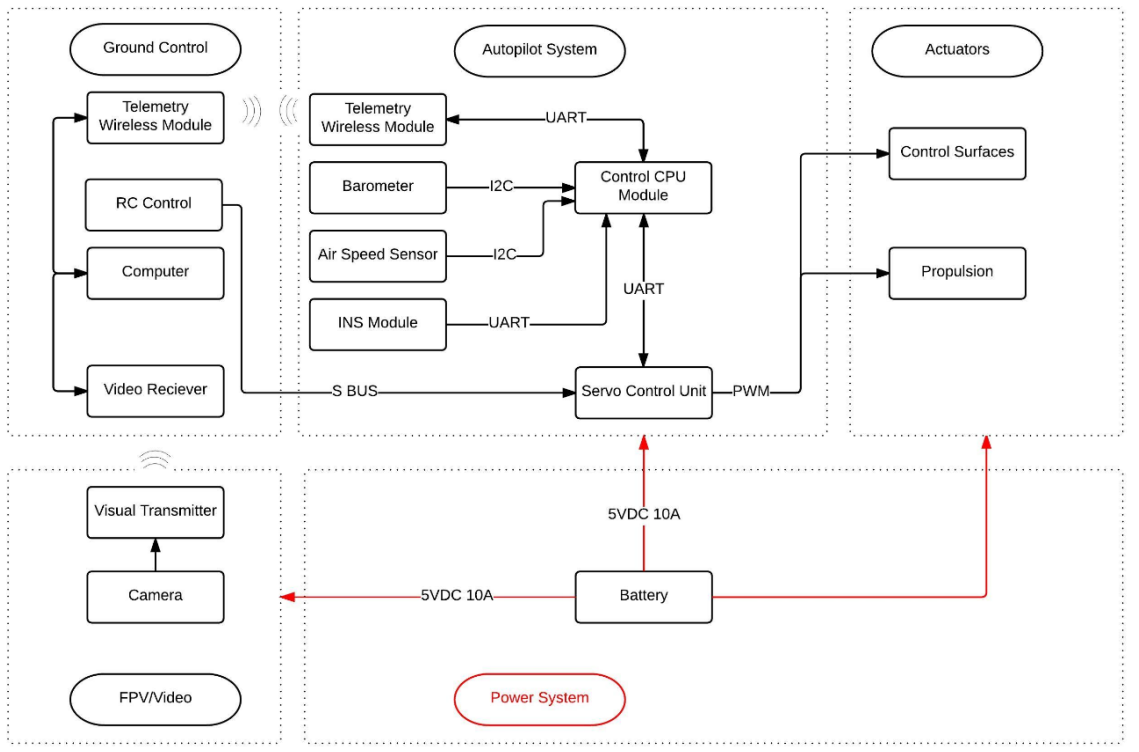 Ground Control
Autopilot System
Actuators
Telemetry
Wireless Module
Telemetry
Wireless Module
UART
Control Surfaces
RC Control
Barometer
I2C
Control CPU
Module
Computer
Air Speed Sensor
I2C
Propulsion
UART
INS Module
UART
Video Reciever
S BUS
Servo Control Unit
PWM
Visual Transmitter
5VDC 10A
Camera
5VDC 10A
Battery
FPV/Video
Power System